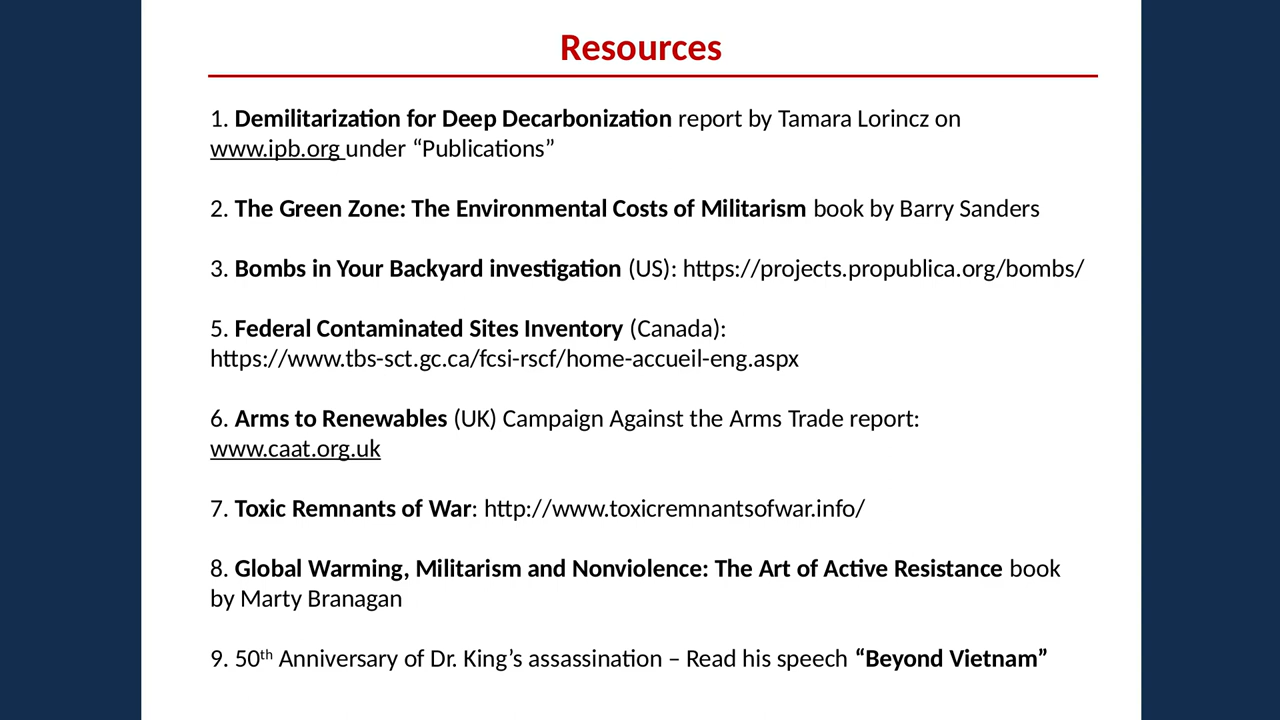 Resources
1. Demilitarization for Deep Decarbonization report by Tamara Lorincz on
www.ipb.org under “Publications”
2. The Green Zone: The Environmental Costs of Militarism book by Barry Sanders
3. Bombs in Your Backyard investigation (US): https://projects.propublica.org/bombs/
5. Federal Contaminated Sites Inventory (Canada):
https://www.tbs-sct.gc.ca/fcsi-rscf/home-accueil-eng.aspx
6. Arms to Renewables (UK) Campaign Against the Arms Trade report:
www.caat.org.uk
7. Toxic Remnants of War: http://www.toxicremnantsofwar.info/
8. Global Warming, Militarism and Nonviolence: The Art of Active Resistance book
by Marty Branagan
9. 50th Anniversary of Dr. King’s assassination – Read his speech “Beyond Vietnam”